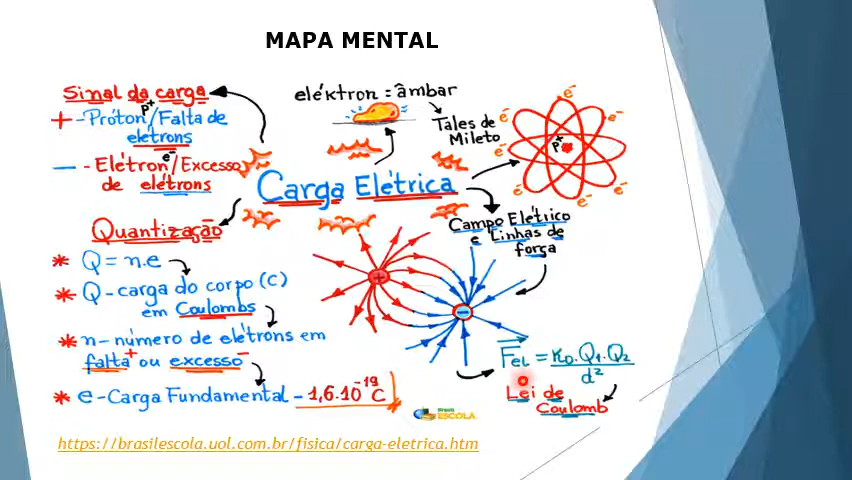 MAPA MENTAL
Sinal da carga
+ - Próton/Falta de
P+
elétrons
— - Elétron/Excesso
e-
de elétrons
eléktron = âmbar
Tales de
Mileto
e- e- e- e- e- e- e-
P+
Carga Elétrica
Quantização
* Q = n.e
* Q - carga do corpo (C)
em Coulombs
* n - número de elétrons em
falta+ ou excesso-
* e - Carga Fundamental - 1,6.10-19 C
Campo Elétrico
e Linhas de
força
+
−
Fel = K0.Q1.Q2
d²
Lei de
Coulomb
Brasil
ESCOLA
https://brasilescola.uol.com.br/fisica/carga-eletrica.htm